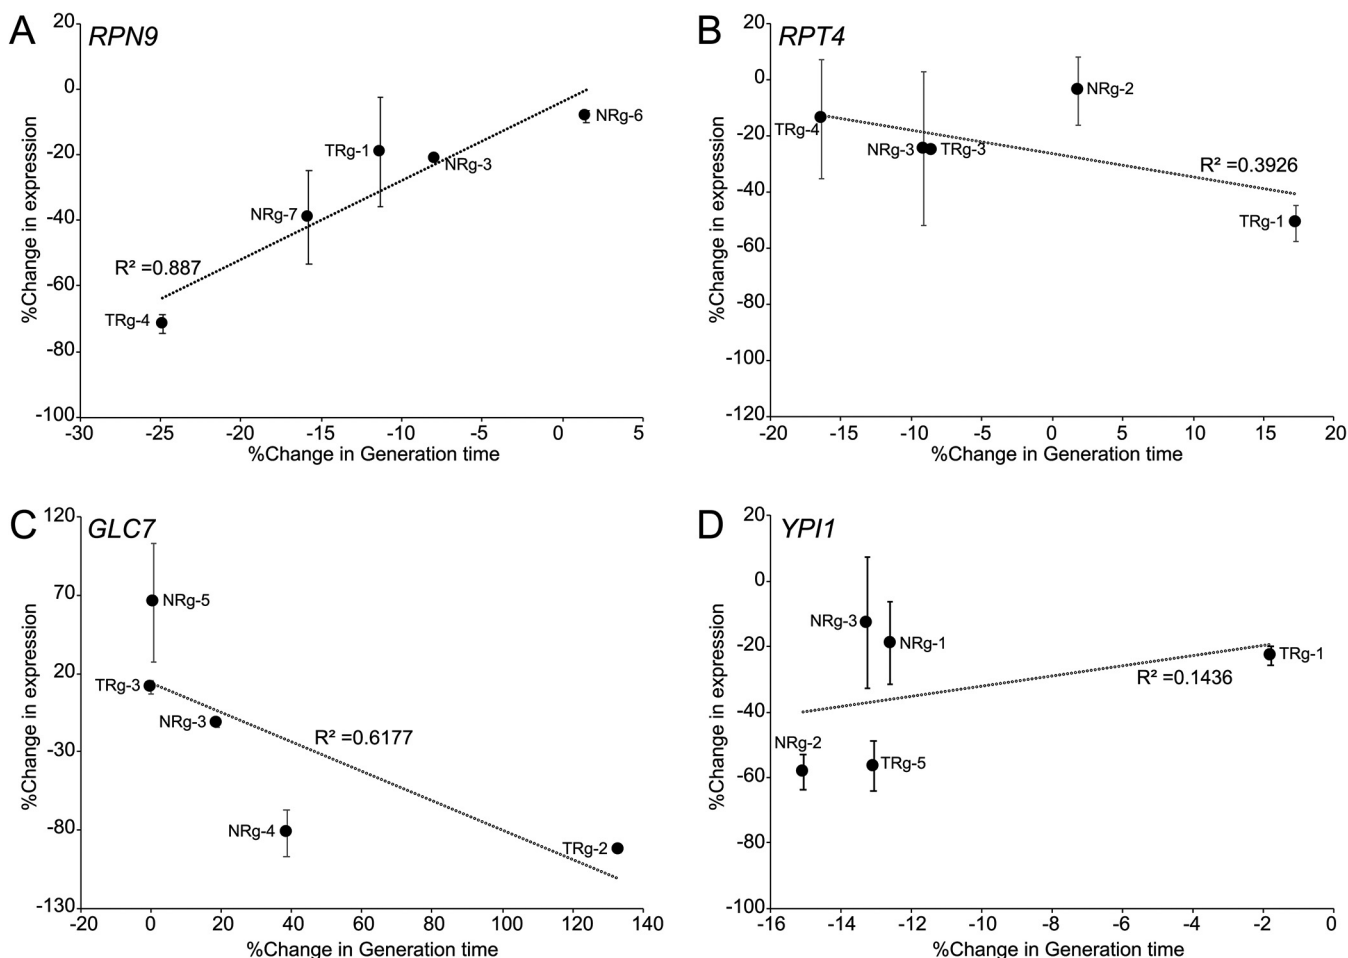 A
RPN9
20
0
-20
-40
-60
-80
-100
%Change in expression
NRg-6
TRg-1
NRg-3
NRg-7
R² =0.887
TRg-4
-30
-25
-20
-15
-10
-5
0
5
%Change in Generation time
B
RPT4
20
0
-20
-40
-60
-80
-100
-120
%Change in expression
NRg-2
TRg-4
NRg-3
TRg-3
R² =0.3926
TRg-1
-20
-15
-10
-5
0
5
10
15
20
%Change in Generation time
C
GLC7
120
70
20
-30
-80
-130
%Change in expression
NRg-5
TRg-3
NRg-3
R² =0.6177
NRg-4
TRg-2
-20
0
20
40
60
80
100
120
140
%Change in Generation time
D
YPI1
20
0
-20
-40
-60
-80
-100
%Change in expression
NRg-3
NRg-1
TRg-1
R² =0.1436
NRg-2
TRg-5
-16
-14
-12
-10
-8
-6
-4
-2
0
%Change in Generation time